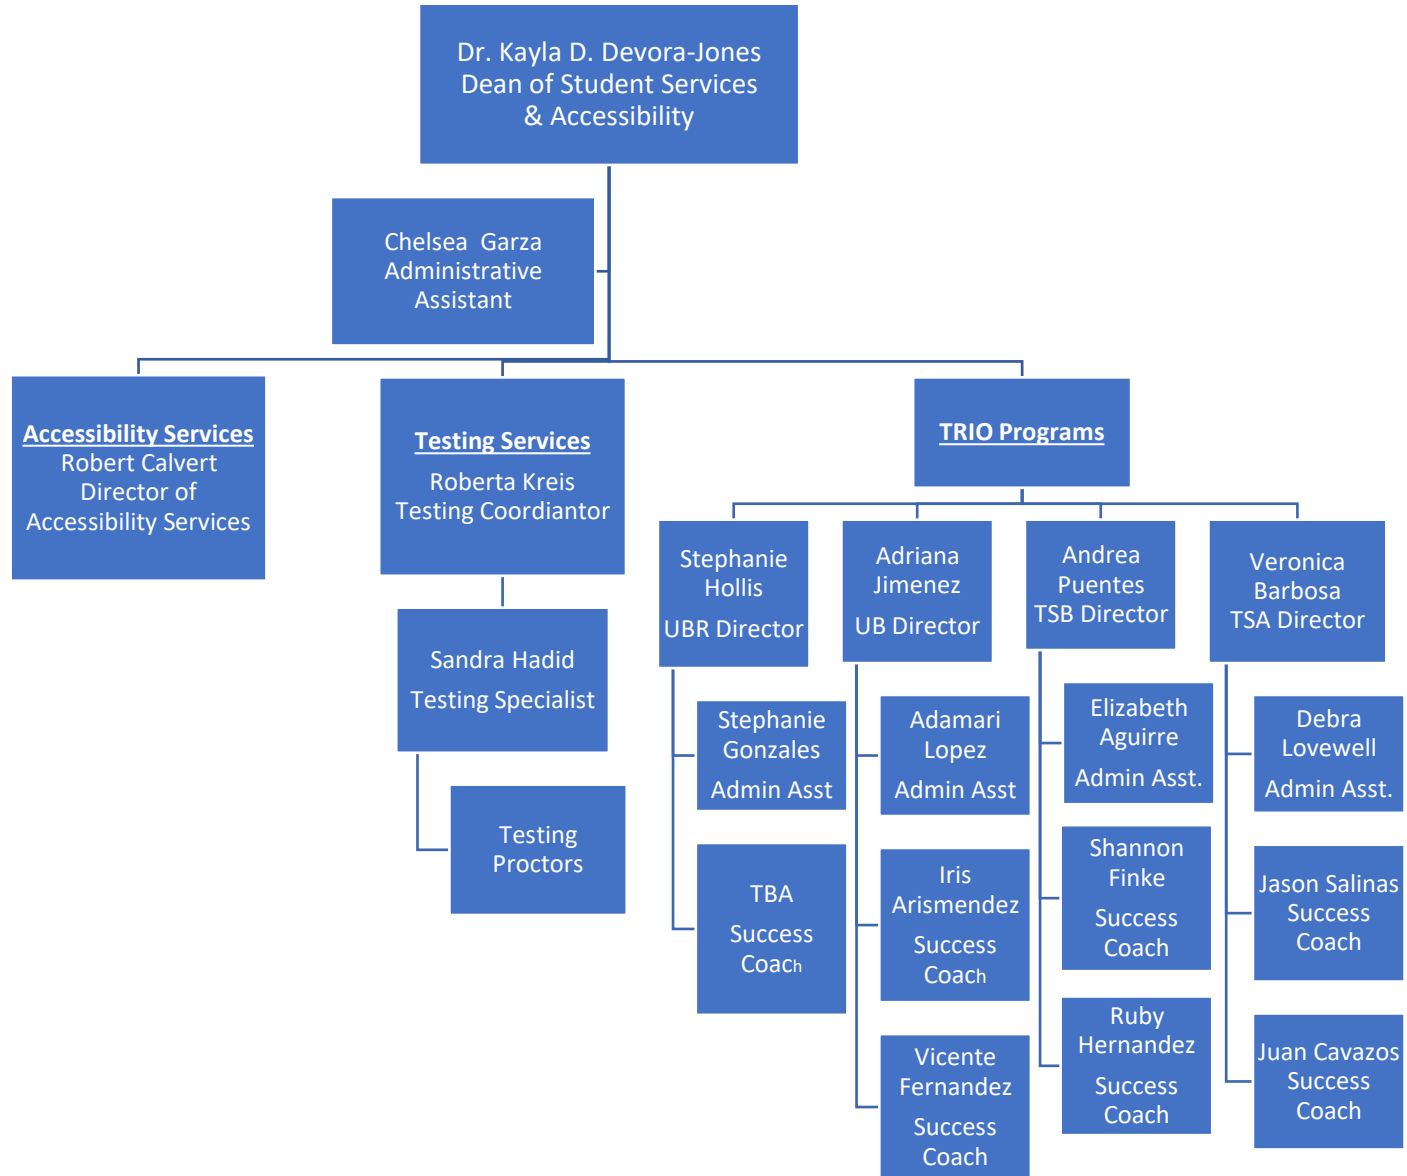 Dr. Kayla D. Devora-Jones
Dean of Student Services
& Accessibility
Chelsea  Garza
Administrative
Assistant
Accessibility Services
Robert Calvert
Director of
Accessibility Services
Testing Services
Roberta Kreis
Testing Coordiantor
Sandra Hadid
Testing Specialist
Testing
Proctors
TRIO Programs
Stephanie
Hollis
UBR Director
Stephanie
Gonzales
Admin Asst
TBA
Success
Coach
Adriana
Jimenez
UB Director
Adamari
Lopez
Admin Asst
Iris
Arismendez
Success
Coach
Vicente
Fernandez
Success
Coach
Andrea
Puentes
TSB Director
Elizabeth
Aguirre
Admin Asst.
Shannon
Finke
Success
Coach
Ruby
Hernandez
Success
Coach
Veronica
Barbosa
TSA Director
Debra
Lovewell
Admin Asst.
Jason Salinas
Success
Coach
Juan Cavazos
Success
Coach